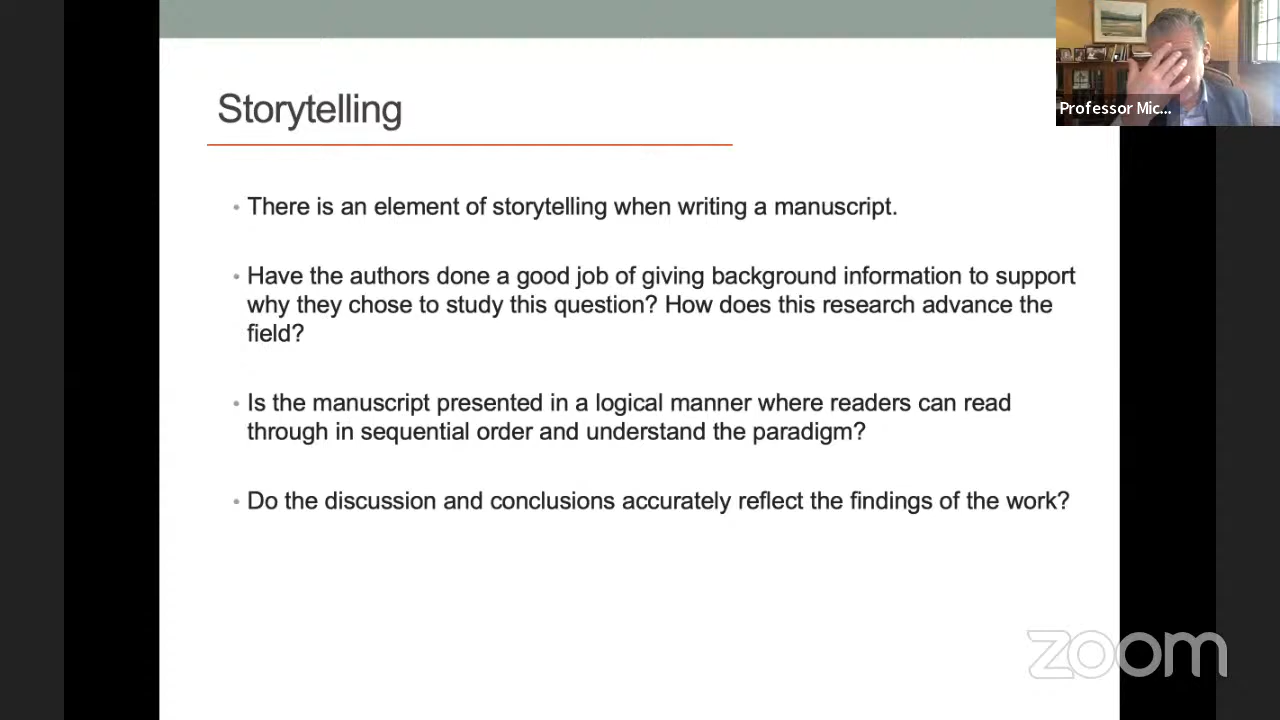 Storytelling
Professor Mic...
• There is an element of storytelling when writing a manuscript.
• Have the authors done a good job of giving background information to support
why they chose to study this question? How does this research advance the
field?
• Is the manuscript presented in a logical manner where readers can read
through in sequential order and understand the paradigm?
• Do the discussion and conclusions accurately reflect the findings of the work?
zoom